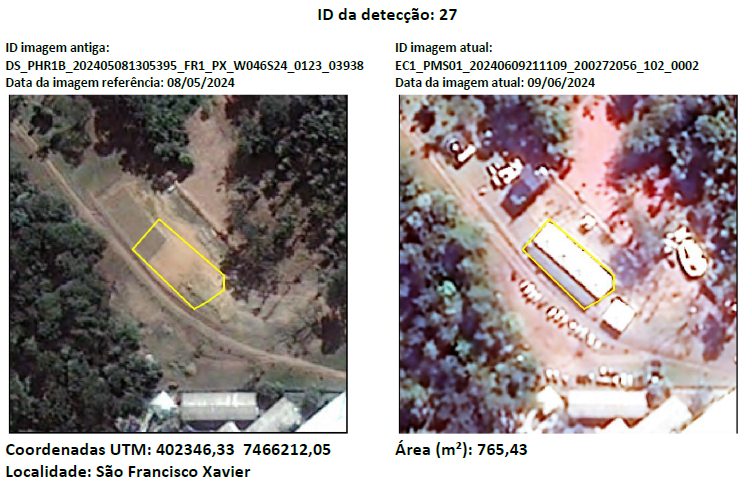 ID da detecção: 27
ID imagem antiga:
DS_PHR1B_202405081305395_FR1_PX_W046S24_0123_03938
Data da imagem referência: 08/05/2024
ID imagem atual:
EC1_PMS01_20240609211109_200272056_102_0002
Data da imagem atual: 09/06/2024
Coordenadas UTM: 402346,33 7466212,05
Localidade: São Francisco Xavier
Área (m²): 765,43